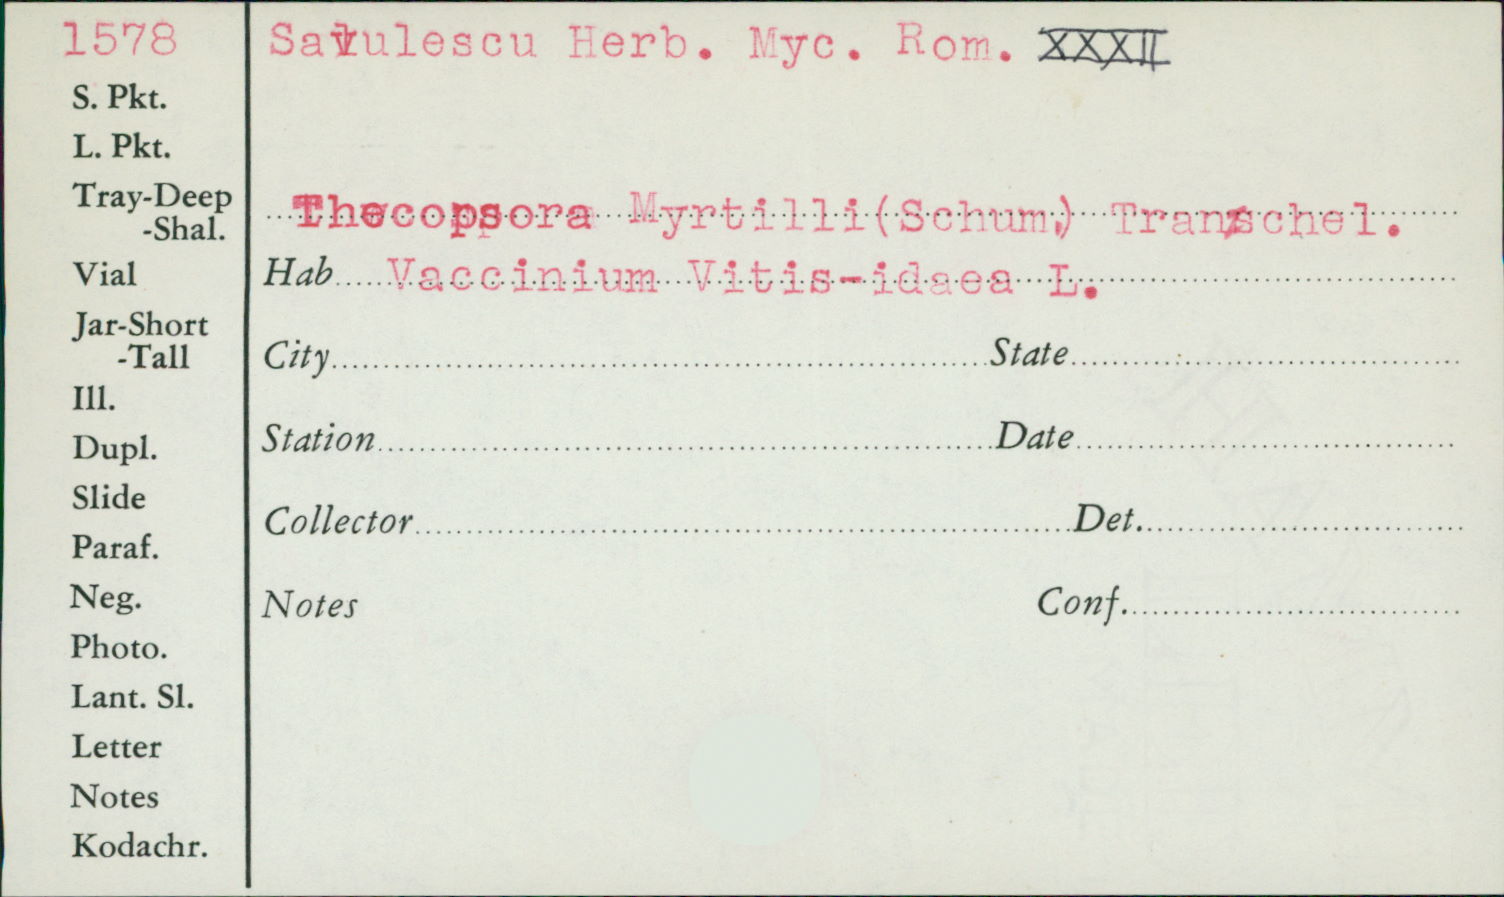 1578
Savulescu Herb. Myc. Rom. XXXII
S. Pkt.
L. Pkt.
Tray-Deep
-Shal.
Vial
Jar-Short
-Tall
Ill.
Dupl.
Slide
Paraf.
Neg.
Photo.
Lant. Sl.
Letter
Notes
Kodachr.
Thecopsora Myrtilli(Schum.) Transchel.
Hab Vaccinium Vitis-idaea L.
City State
Station Date
Collector Det.
Notes Conf.